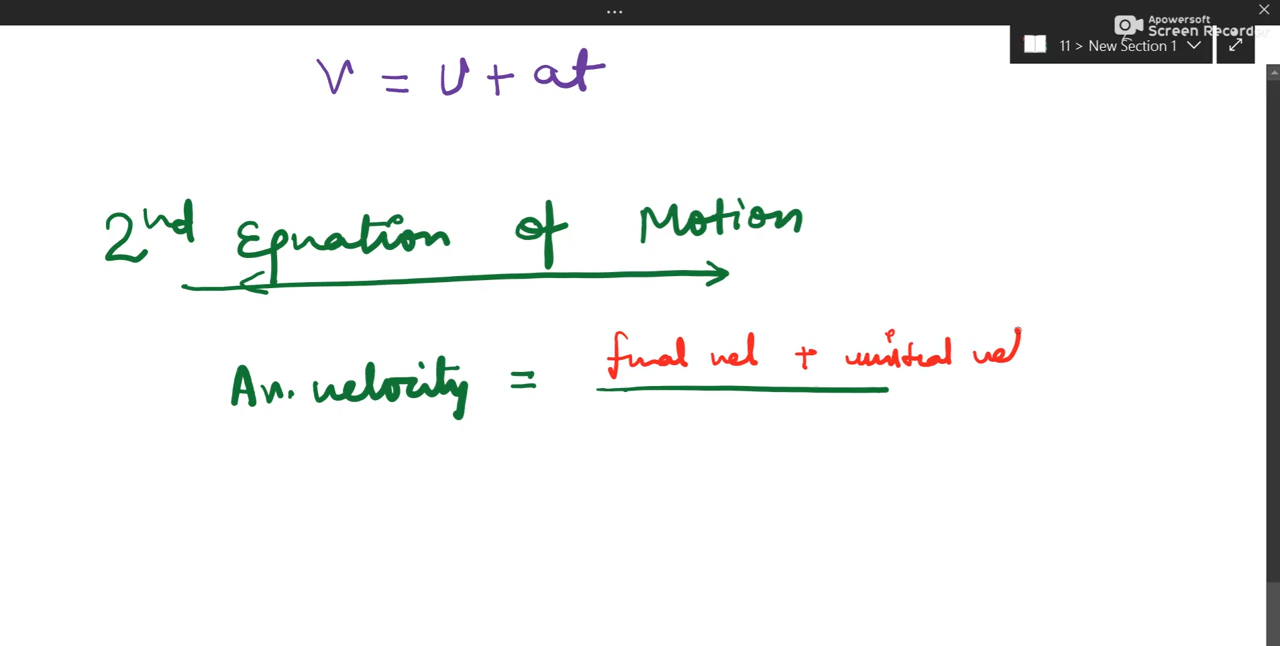 ...
Apowersoft
Screen Recorder
11 > New Section 1
v = u + at
2nd Equation of Motion
Av. velocity = final vel + initial vel